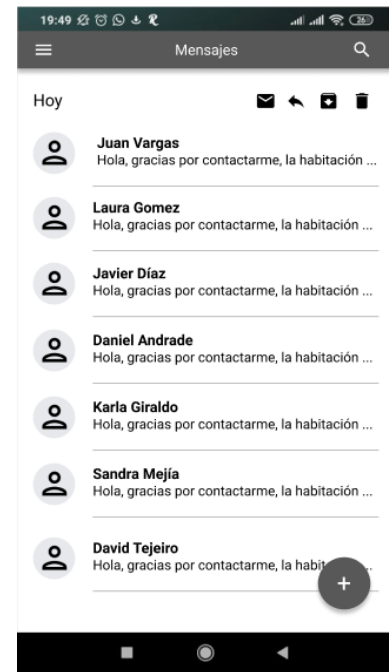 19:49 26
Mensajes
Hoy
Juan Vargas
Hola, gracias por contactarme, la habitación ...
Laura Gomez
Hola, gracias por contactarme, la habitación ...
Javier Díaz
Hola, gracias por contactarme, la habitación ...
Daniel Andrade
Hola, gracias por contactarme, la habitación ...
Karla Giraldo
Hola, gracias por contactarme, la habitación ...
Sandra Mejía
Hola, gracias por contactarme, la habitación ...
David Tejeiro
Hola, gracias por contactarme, la
+